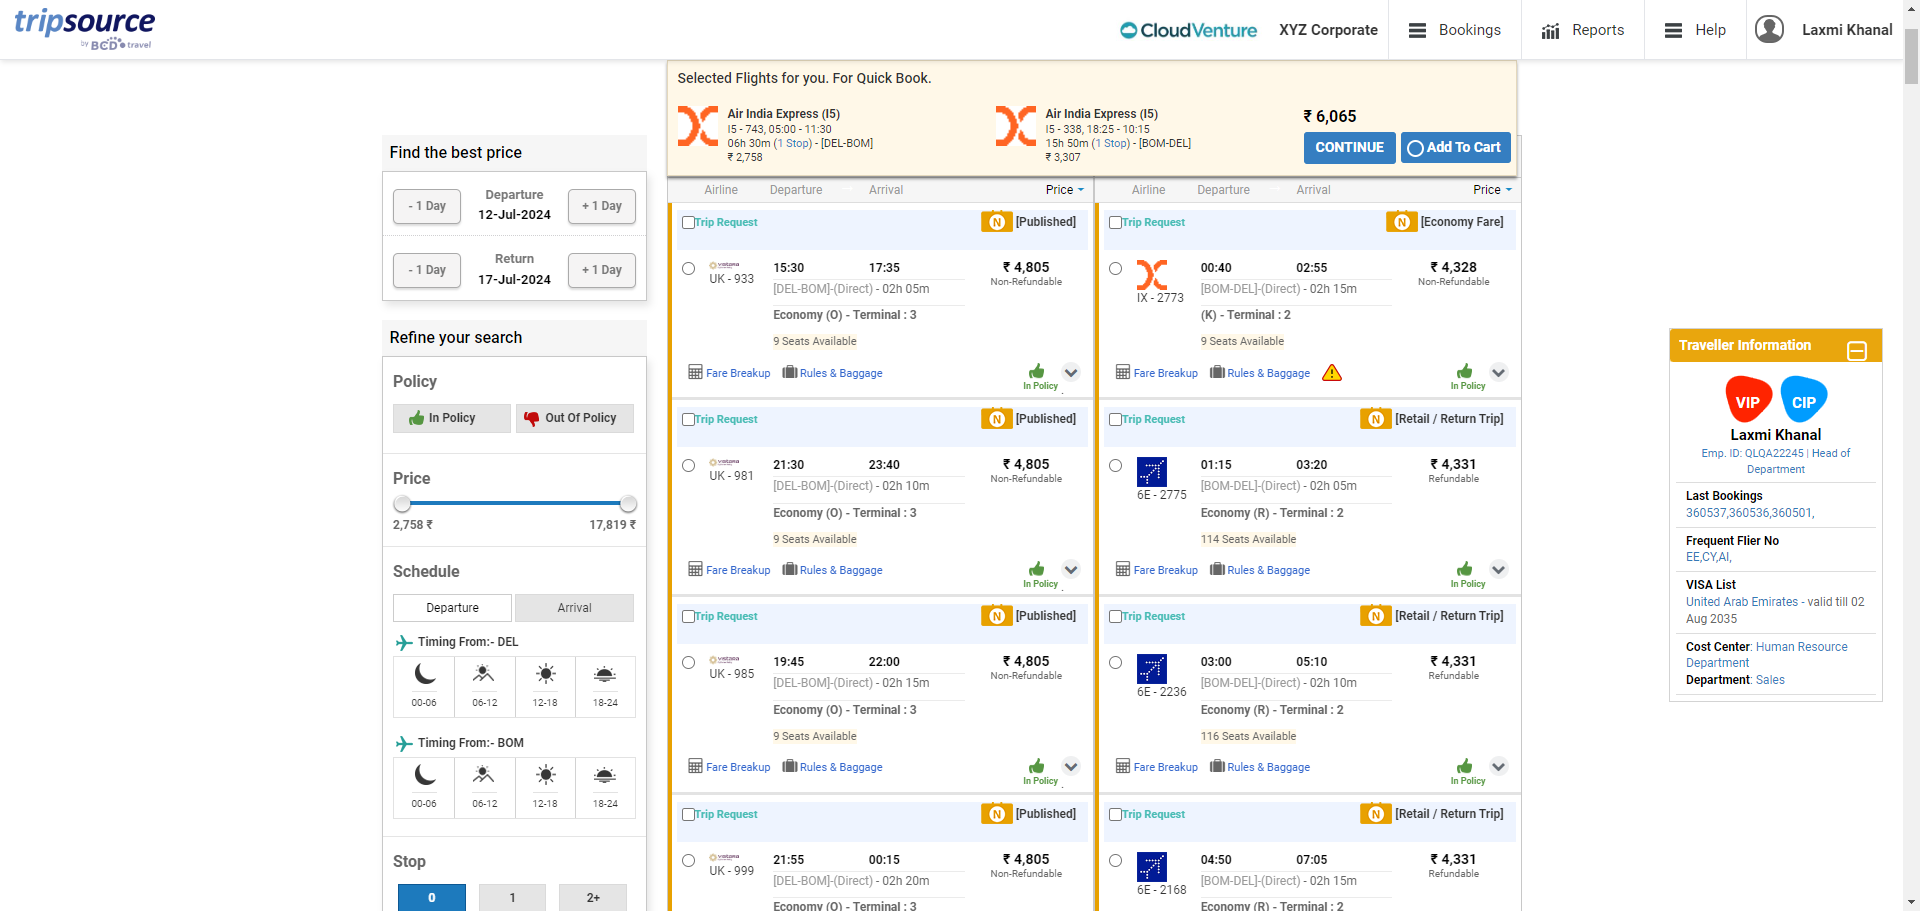 tripsource
by BCD travel
CloudVenture
XYZ Corporate
Bookings
Reports
Help
Laxmi Khanal
Selected Flights for you. For Quick Book.
Air India Express (I5)
I5 - 743, 05:00 - 11:30
06h 30m (1 Stop) - [DEL-BOM]
₹ 2,758
Air India Express (I5)
I5 - 338, 18:25 - 10:15
15h 50m (1 Stop) - [BOM-DEL]
₹ 3,307
₹ 6,065
CONTINUE
Add To Cart
Find the best price
- 1 Day
Departure
12-Jul-2024
+ 1 Day
- 1 Day
Return
17-Jul-2024
+ 1 Day
Refine your search
Policy
In Policy
Out Of Policy
Price
2,758 ₹
17,819 ₹
Schedule
Departure
Arrival
Timing From:- DEL
00-06
06-12
12-18
18-24
Timing From:- BOM
00-06
06-12
12-18
18-24
Stop
0
1
2+
Airline Departure Arrival Price
Trip Request
N [Published]
UK - 933
15:30 17:35
[DEL-BOM]-(Direct) - 02h 05m
Economy (O) - Terminal : 3
9 Seats Available
₹ 4,805
Non-Refundable
Fare Breakup
Rules & Baggage
In Policy
Trip Request
N [Published]
UK - 981
21:30 23:40
[DEL-BOM]-(Direct) - 02h 10m
Economy (O) - Terminal : 3
9 Seats Available
₹ 4,805
Non-Refundable
Fare Breakup
Rules & Baggage
In Policy
Trip Request
N [Published]
UK - 985
19:45 22:00
[DEL-BOM]-(Direct) - 02h 15m
Economy (O) - Terminal : 3
9 Seats Available
₹ 4,805
Non-Refundable
Fare Breakup
Rules & Baggage
In Policy
Trip Request
N [Published]
UK - 999
21:55 00:15
[DEL-BOM]-(Direct) - 02h 20m
Economy (O) - Terminal : 3
₹ 4,805
Non-Refundable
Airline Departure Arrival Price
Trip Request
N [Economy Fare]
IX - 2773
00:40 02:55
[BOM-DEL]-(Direct) - 02h 15m
(K) - Terminal : 2
9 Seats Available
₹ 4,328
Non-Refundable
Fare Breakup
Rules & Baggage
In Policy
Trip Request
N [Retail / Return Trip]
6E - 2775
01:15 03:20
[BOM-DEL]-(Direct) - 02h 05m
Economy (R) - Terminal : 2
114 Seats Available
₹ 4,331
Refundable
Fare Breakup
Rules & Baggage
In Policy
Trip Request
N [Retail / Return Trip]
6E - 2236
03:00 05:10
[BOM-DEL]-(Direct) - 02h 10m
Economy (R) - Terminal : 2
116 Seats Available
₹ 4,331
Refundable
Fare Breakup
Rules & Baggage
In Policy
Trip Request
N [Retail / Return Trip]
6E - 2168
04:50 07:05
[BOM-DEL]-(Direct) - 02h 15m
Economy (R) - Terminal : 2
₹ 4,331
Refundable
Traveller Information
VIP
CIP
Laxmi Khanal
Emp. ID: QLQA22245 | Head of
Department
Last Bookings
360537,360536,360501,
Frequent Flier No
EE,CY,AI,
VISA List
United Arab Emirates - valid till 02
Aug 2035
Cost Center: Human Resource
Department
Department: Sales